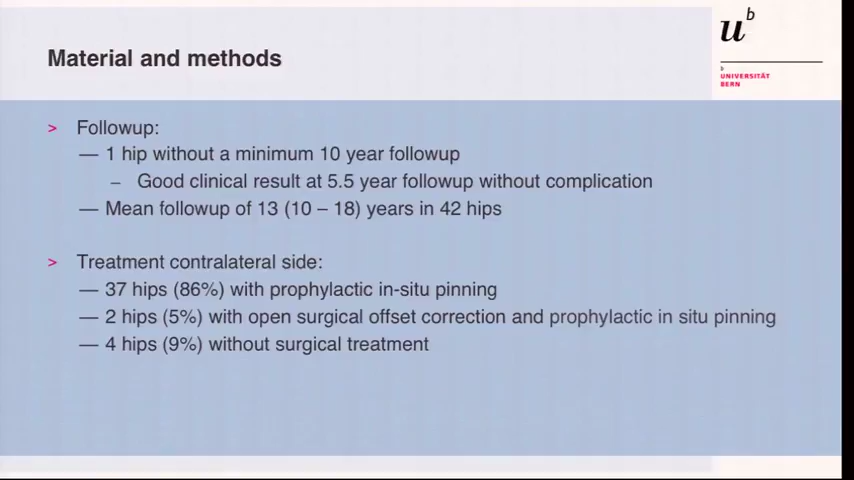 Material and methods
u b
b
UNIVERSITÄT
BERN
> Followup:
— 1 hip without a minimum 10 year followup
– Good clinical result at 5.5 year followup without complication
— Mean followup of 13 (10 – 18) years in 42 hips
> Treatment contralateral side:
— 37 hips (86%) with prophylactic in-situ pinning
— 2 hips (5%) with open surgical offset correction and prophylactic in situ pinning
— 4 hips (9%) without surgical treatment